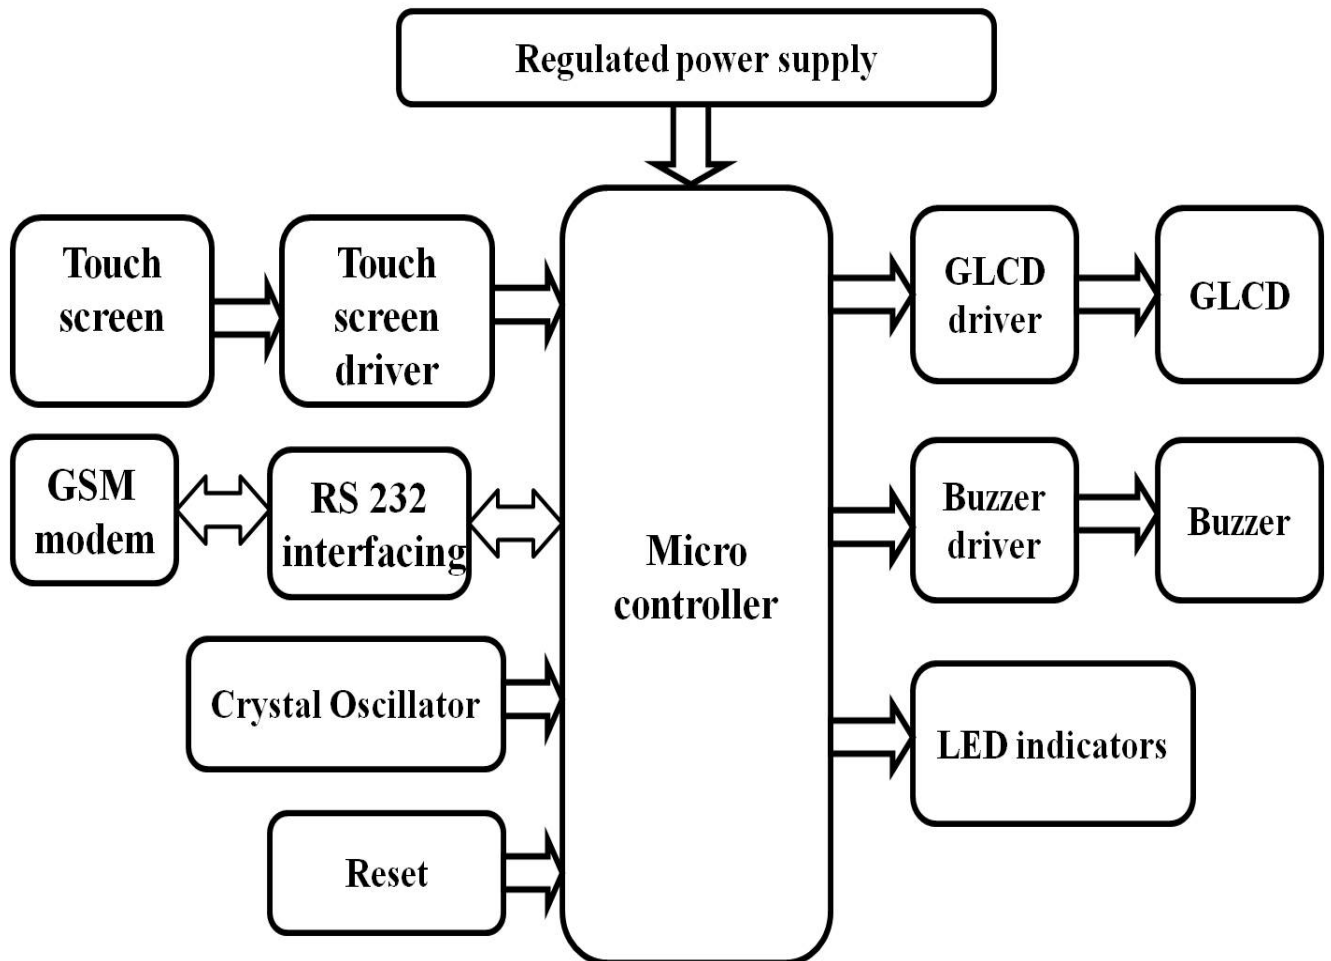 Regulated power supply
Touch
screen
Touch
screen
driver
GLCD
driver
GLCD
GSM
modem
RS 232
interfacing
Micro
controller
Buzzer
driver
Buzzer
Crystal Oscillator
LED indicators
Reset